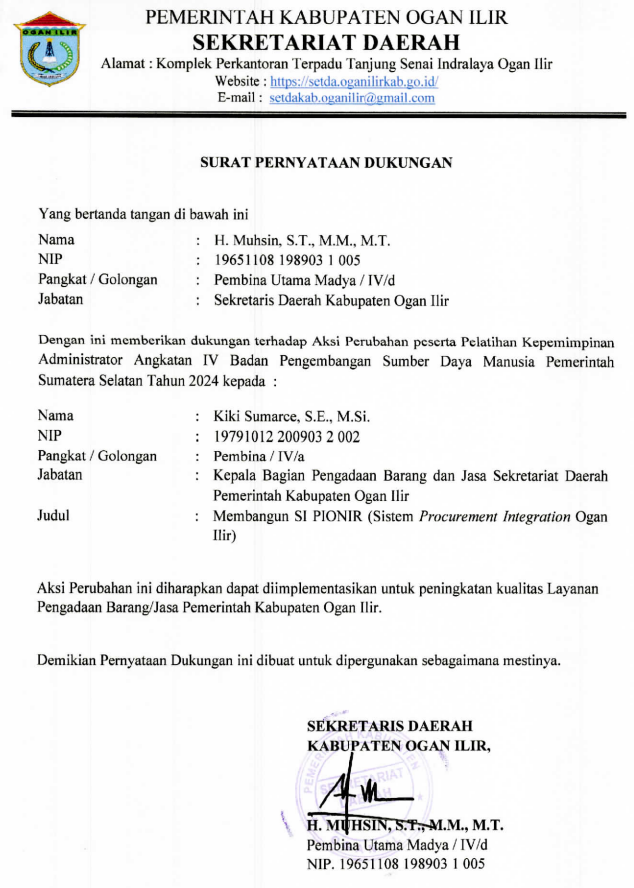 OGAN ILIR
PEMERINTAH KABUPATEN OGAN ILIR
SEKRETARIAT DAERAH
Alamat : Komplek Perkantoran Terpadu Tanjung Senai Indralaya Ogan Ilir
Website : https://setda.oganilirkab.go.id/
E-mail : setdakab.oganilir@gmail.com
SURAT PERNYATAAN DUKUNGAN
Yang bertanda tangan di bawah ini
Nama : H. Muhsin, S.T., M.M., M.T.
NIP : 19651108 198903 1 005
Pangkat / Golongan : Pembina Utama Madya / IV/d
Jabatan : Sekretaris Daerah Kabupaten Ogan Ilir
Dengan ini memberikan dukungan terhadap Aksi Perubahan peserta Pelatihan Kepemimpinan
Administrator Angkatan IV Badan Pengembangan Sumber Daya Manusia Pemerintah
Sumatera Selatan Tahun 2024 kepada :
Nama : Kiki Sumarce, S.E., M.Si.
NIP : 19791012 200903 2 002
Pangkat / Golongan : Pembina / IV/a
Jabatan : Kepala Bagian Pengadaan Barang dan Jasa Sekretariat Daerah
Pemerintah Kabupaten Ogan Ilir
Judul : Membangun SI PIONIR (Sistem Procurement Integration Ogan
Ilir)
Aksi Perubahan ini diharapkan dapat diimplementasikan untuk peningkatan kualitas Layanan
Pengadaan Barang/Jasa Pemerintah Kabupaten Ogan Ilir.
Demikian Pernyataan Dukungan ini dibuat untuk dipergunakan sebagaimana mestinya.
SEKRETARIS DAERAH
KABUPATEN OGAN ILIR,
SEKRETARIAT
DAERAH
H. MUHSIN, S.T., M.M., M.T.
Pembina Utama Madya / IV/d
NIP. 19651108 198903 1 005